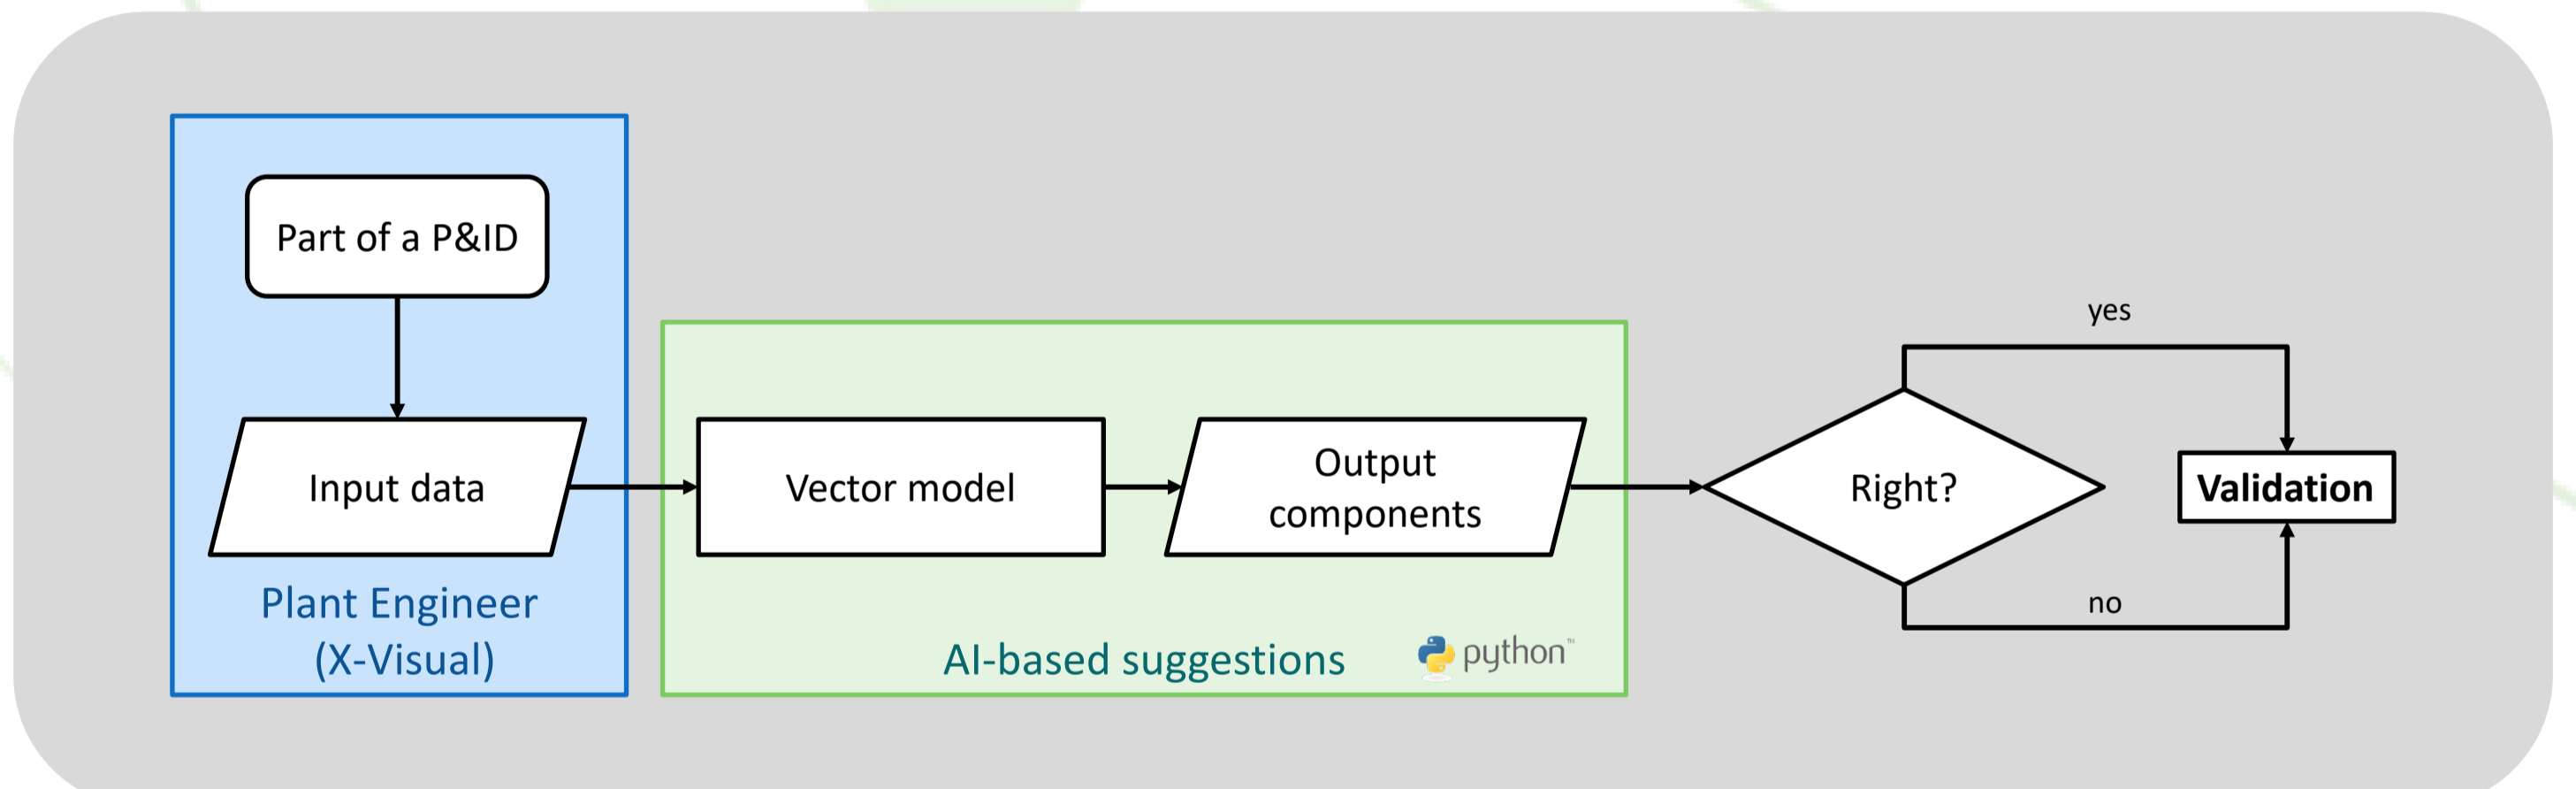 Part of a P&ID
Input data
Plant Engineer
(X-Visual)
Vector model
Output
components
AI-based suggestions
python™
Right?
yes
no
Validation